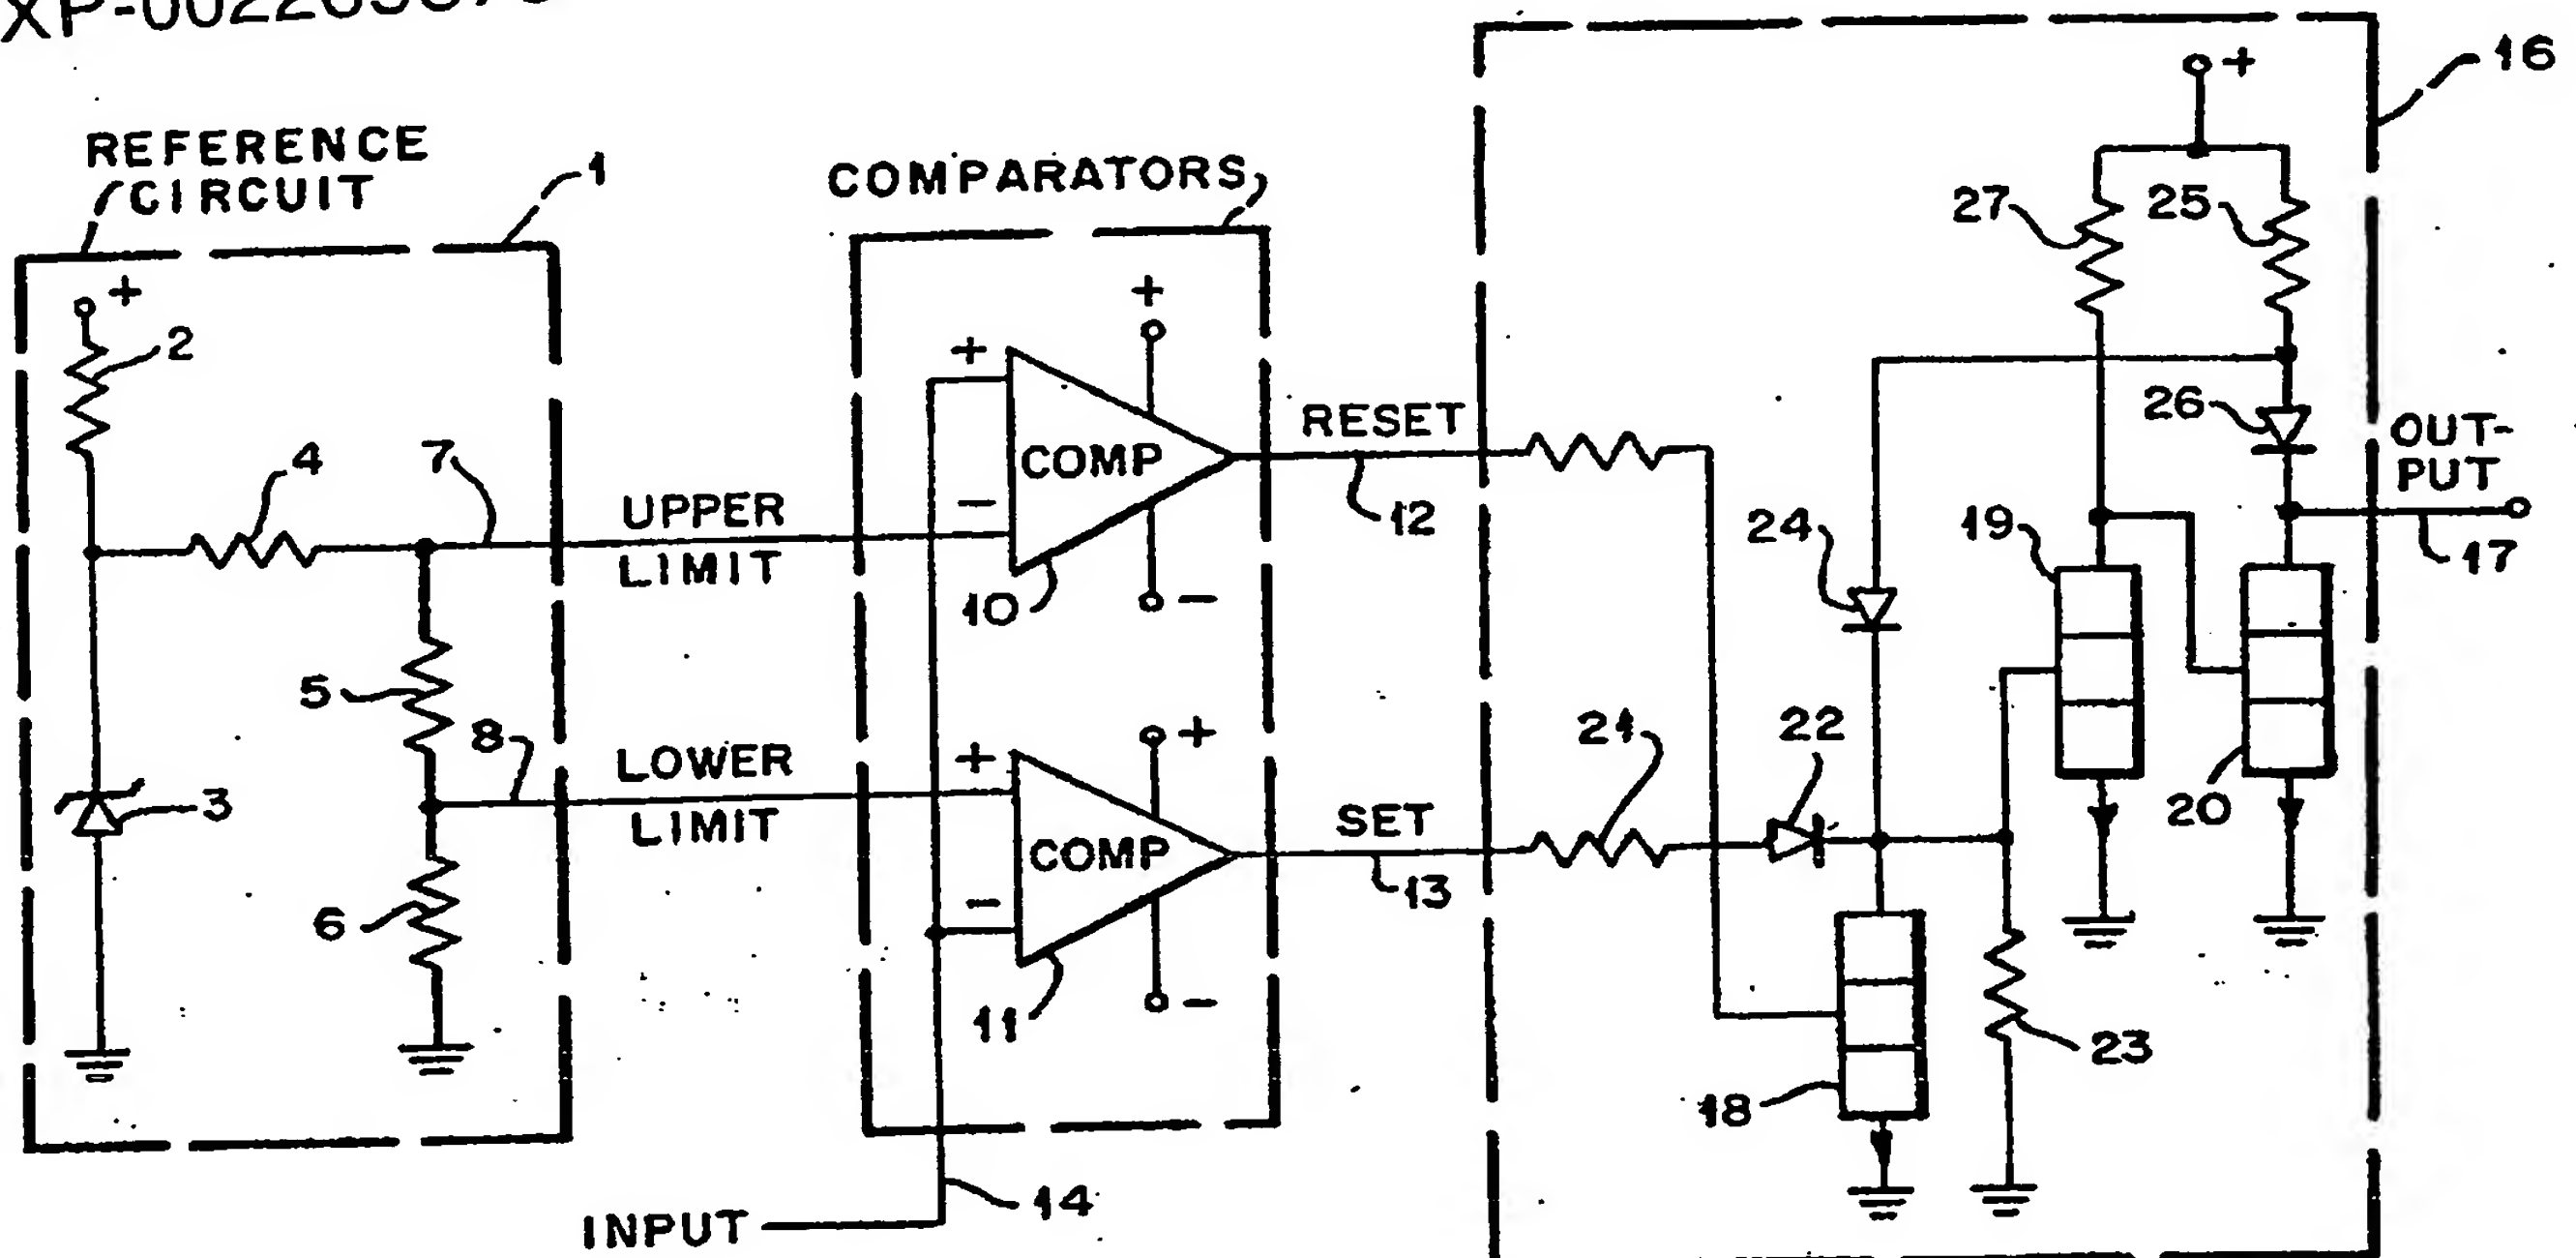 REFERENCE
CIRCUIT
1
COMPARATORS
16
+
27
25
+
2
4
7
UPPER
LIMIT
+
+
−
COMP
10
−
RESET
12
26
OUT-
PUT
17
24
19
5
8
LOWER
LIMIT
3
6
+
+
COMP
−
11
−
SET
13
21
22
20
18
23
INPUT
14